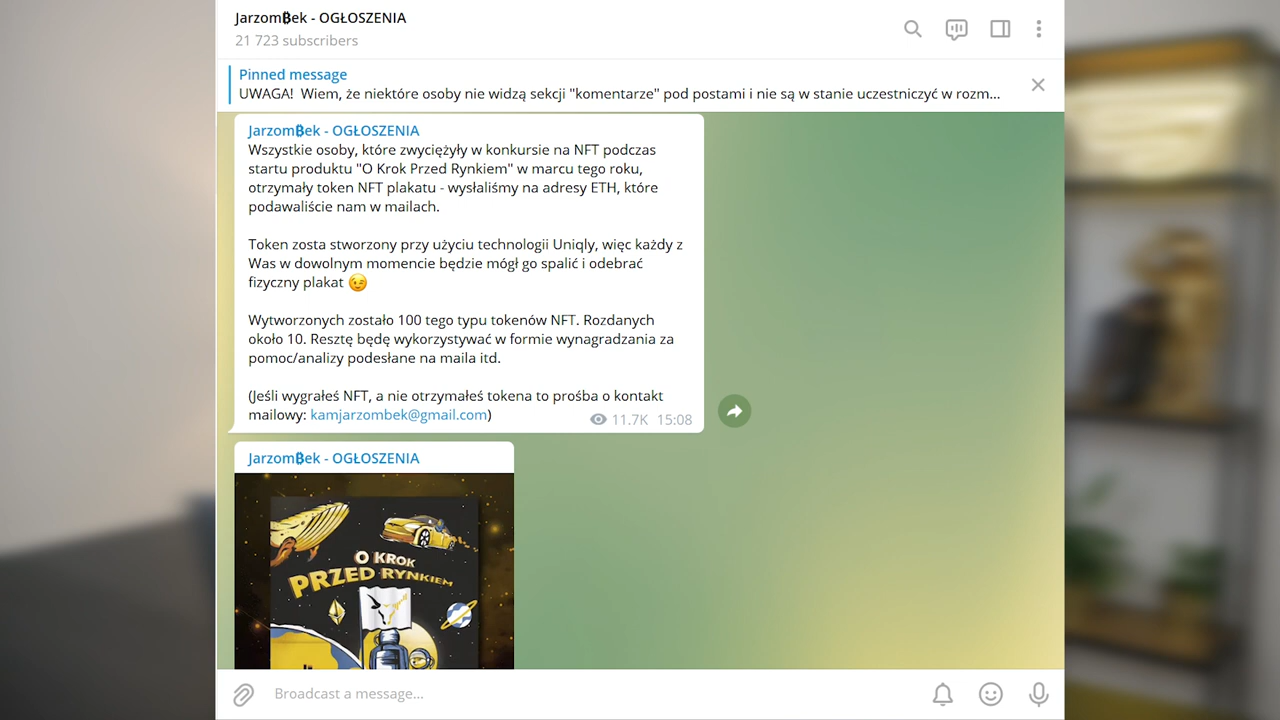 Jarzom₿ek - OGŁOSZENIA
21 723 subscribers
Pinned message
UWAGA! Wiem, że niektóre osoby nie widzą sekcji "komentarze" pod postami i nie są w stanie uczestniczyć w rozm...
Jarzom₿ek - OGŁOSZENIA
Wszystkie osoby, które zwyciężyły w konkursie na NFT podczas
startu produktu "O Krok Przed Rynkiem" w marcu tego roku,
otrzymały token NFT plakatu - wysłaliśmy na adresy ETH, które
podawaliście nam w mailach.
Token zosta stworzony przy użyciu technologii Uniqly, więc każdy z
Was w dowolnym momencie będzie mógł go spalić i odebrać
fizyczny plakat 😉
Wytworzonych zostało 100 tego typu tokenów NFT. Rozdanych
około 10. Resztę będę wykorzystywać w formie wynagradzania za
pomoc/analizy podesłane na maila itd.
(Jeśli wygrałeś NFT, a nie otrzymałeś tokena to prośba o kontakt
mailowy: kamjarzombek@gmail.com)
11.7K 15:08
Jarzom₿ek - OGŁOSZENIA
O KROK
PRZED RYNKIEM
Broadcast a message...